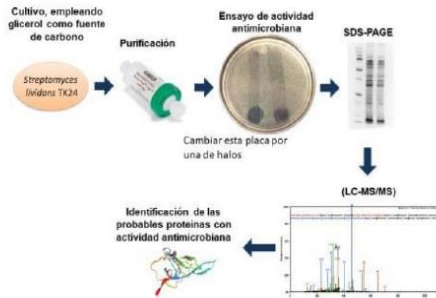 Cultivo, empleando
glicerol como fuente
de carbono
Streptomyces
lividans TK24
Purificación
Ensayo de actividad
antimicrobiana
Cambiar esta placa por
una de halos
SDS-PAGE
(LC-MS/MS)
Identificación de las
probables proteínas con
actividad antimicrobiana